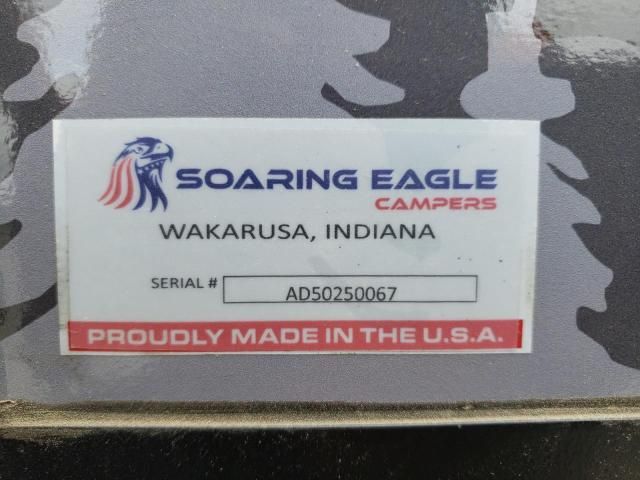 SOARING EAGLE
CAMPERS
WAKARUSA, INDIANA
SERIAL # AD50250067
PROUDLY MADE IN THE U.S.A.